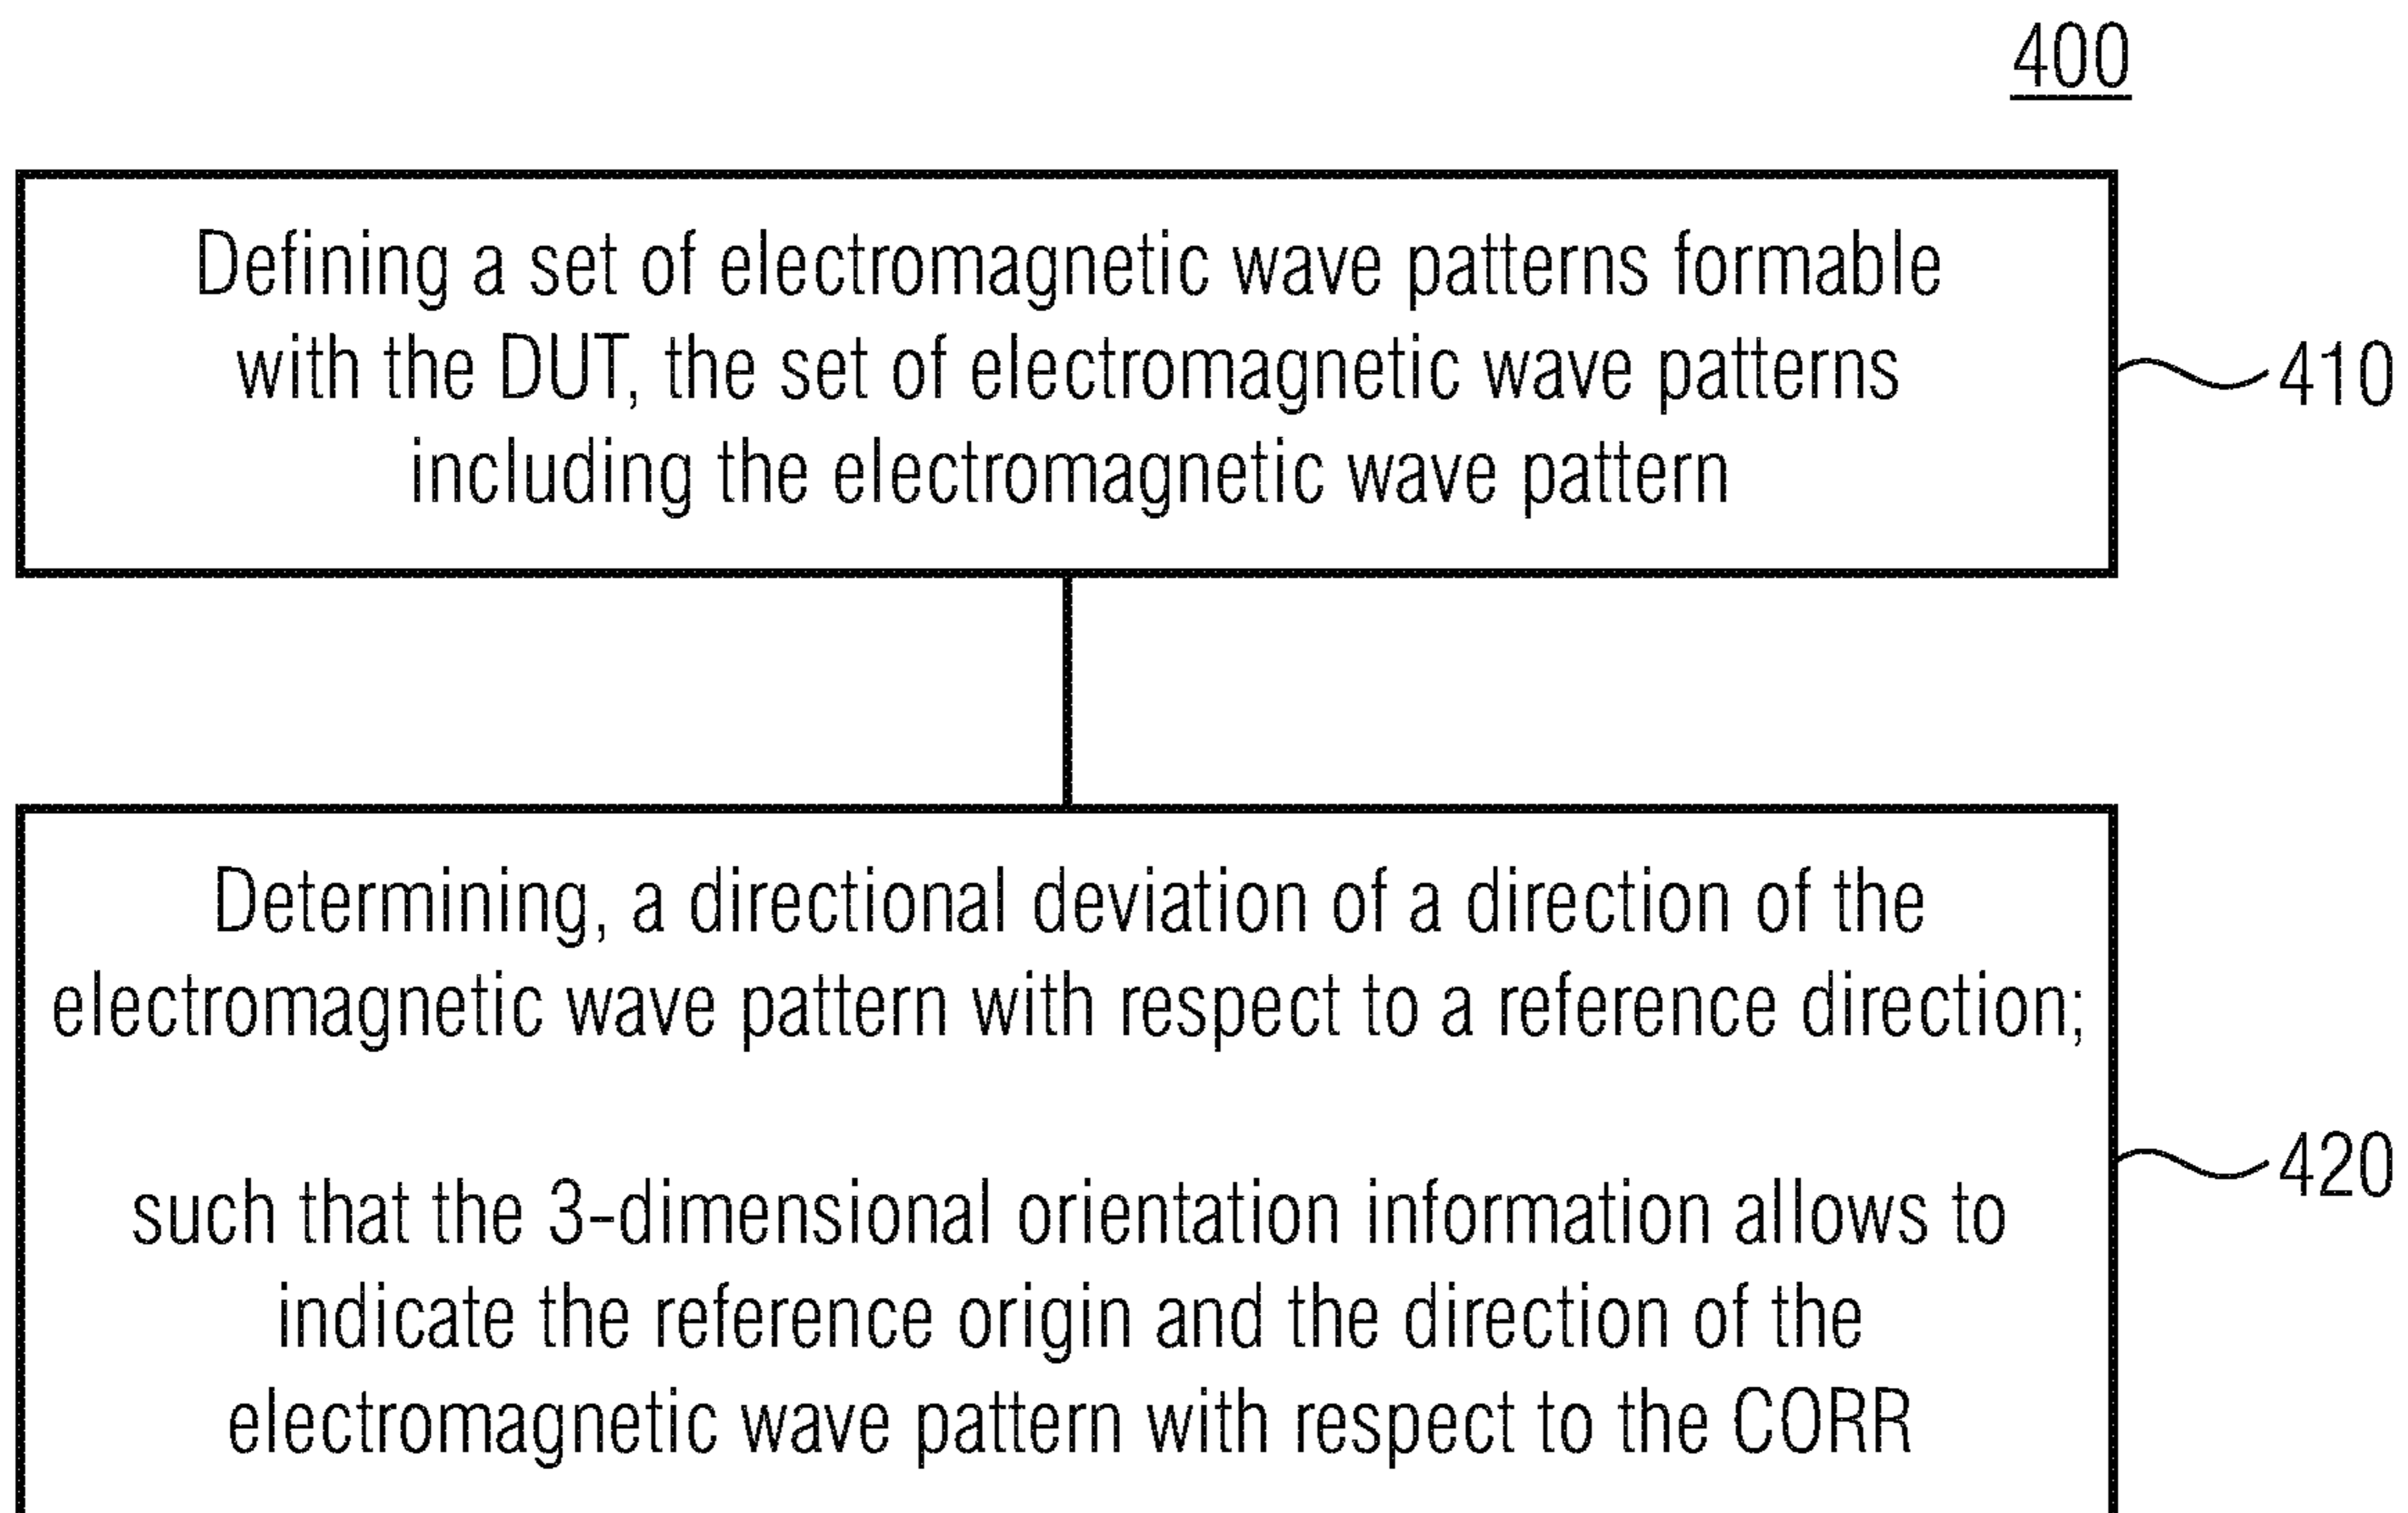 400
Defining a set of electromagnetic wave patterns formable
with the DUT, the set of electromagnetic wave patterns
including the electromagnetic wave pattern
410
Determining, a directional deviation of a direction of the
electromagnetic wave pattern with respect to a reference direction;
such that the 3-dimensional orientation information allows to
indicate the reference origin and the direction of the
electromagnetic wave pattern with respect to the CORR
420